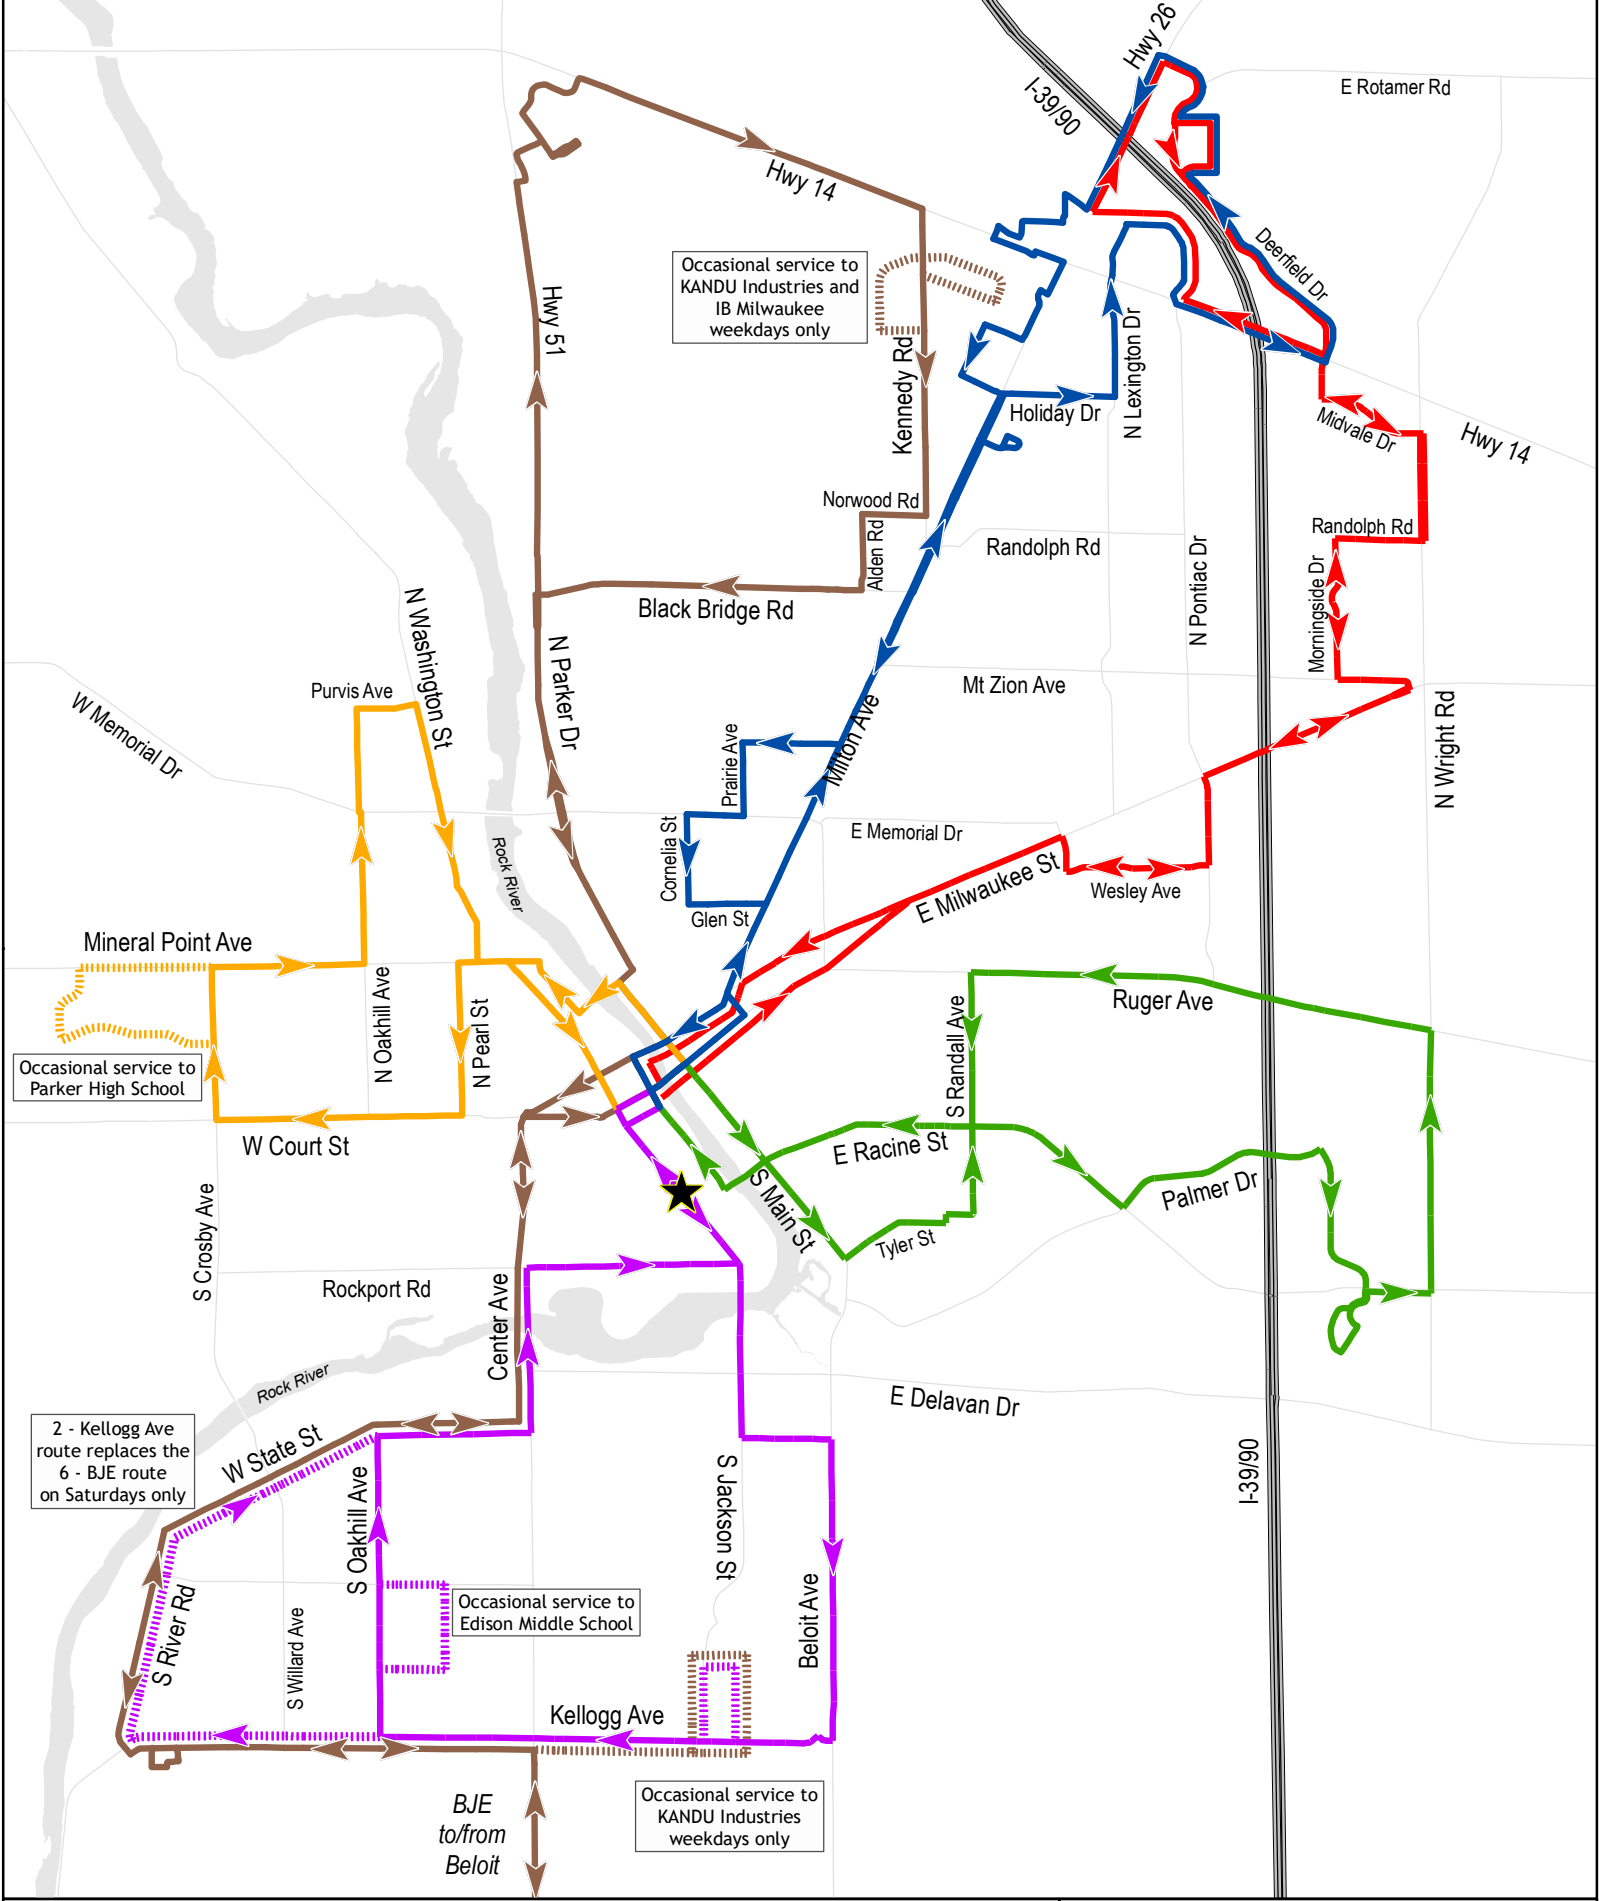 Hwy 26
I-39/90
E Rotamer Rd
Hwy 14
Deerfield Dr
Occasional service to
KANDU Industries and
IB Milwaukee
weekdays only
Hwy 51
Kennedy Rd
Holiday Dr
N Lexington Dr
Midvale Dr
Hwy 14
Norwood Rd
Alden Rd
Randolph Rd
Randolph Rd
N Pontiac Dr
Morningside Dr
Black Bridge Rd
N Washington St
N Parker Dr
Purvis Ave
W Memorial Dr
Mt Zion Ave
Milton Ave
N Wright Rd
Prairie Ave
Cornelia St
E Memorial Dr
Rock River
Glen St
E Milwaukee St
Wesley Ave
Mineral Point Ave
N Oakhill Ave
N Pearl St
Ruger Ave
S Randall Ave
Occasional service to
Parker High School
W Court St
E Racine St
Palmer Dr
S Main St
Tyler St
S Crosby Ave
Rockport Rd
Center Ave
Rock River
E Delavan Dr
2 - Kellogg Ave
route replaces the
6 - BJE route
on Saturdays only
W State St
S Oakhill Ave
S Jackson St
I-39/90
Beloit Ave
Occasional service to
Edison Middle School
S River Rd
S Willard Ave
Kellogg Ave
BJE
to/from
Beloit
Occasional service to
KANDU Industries
weekdays only